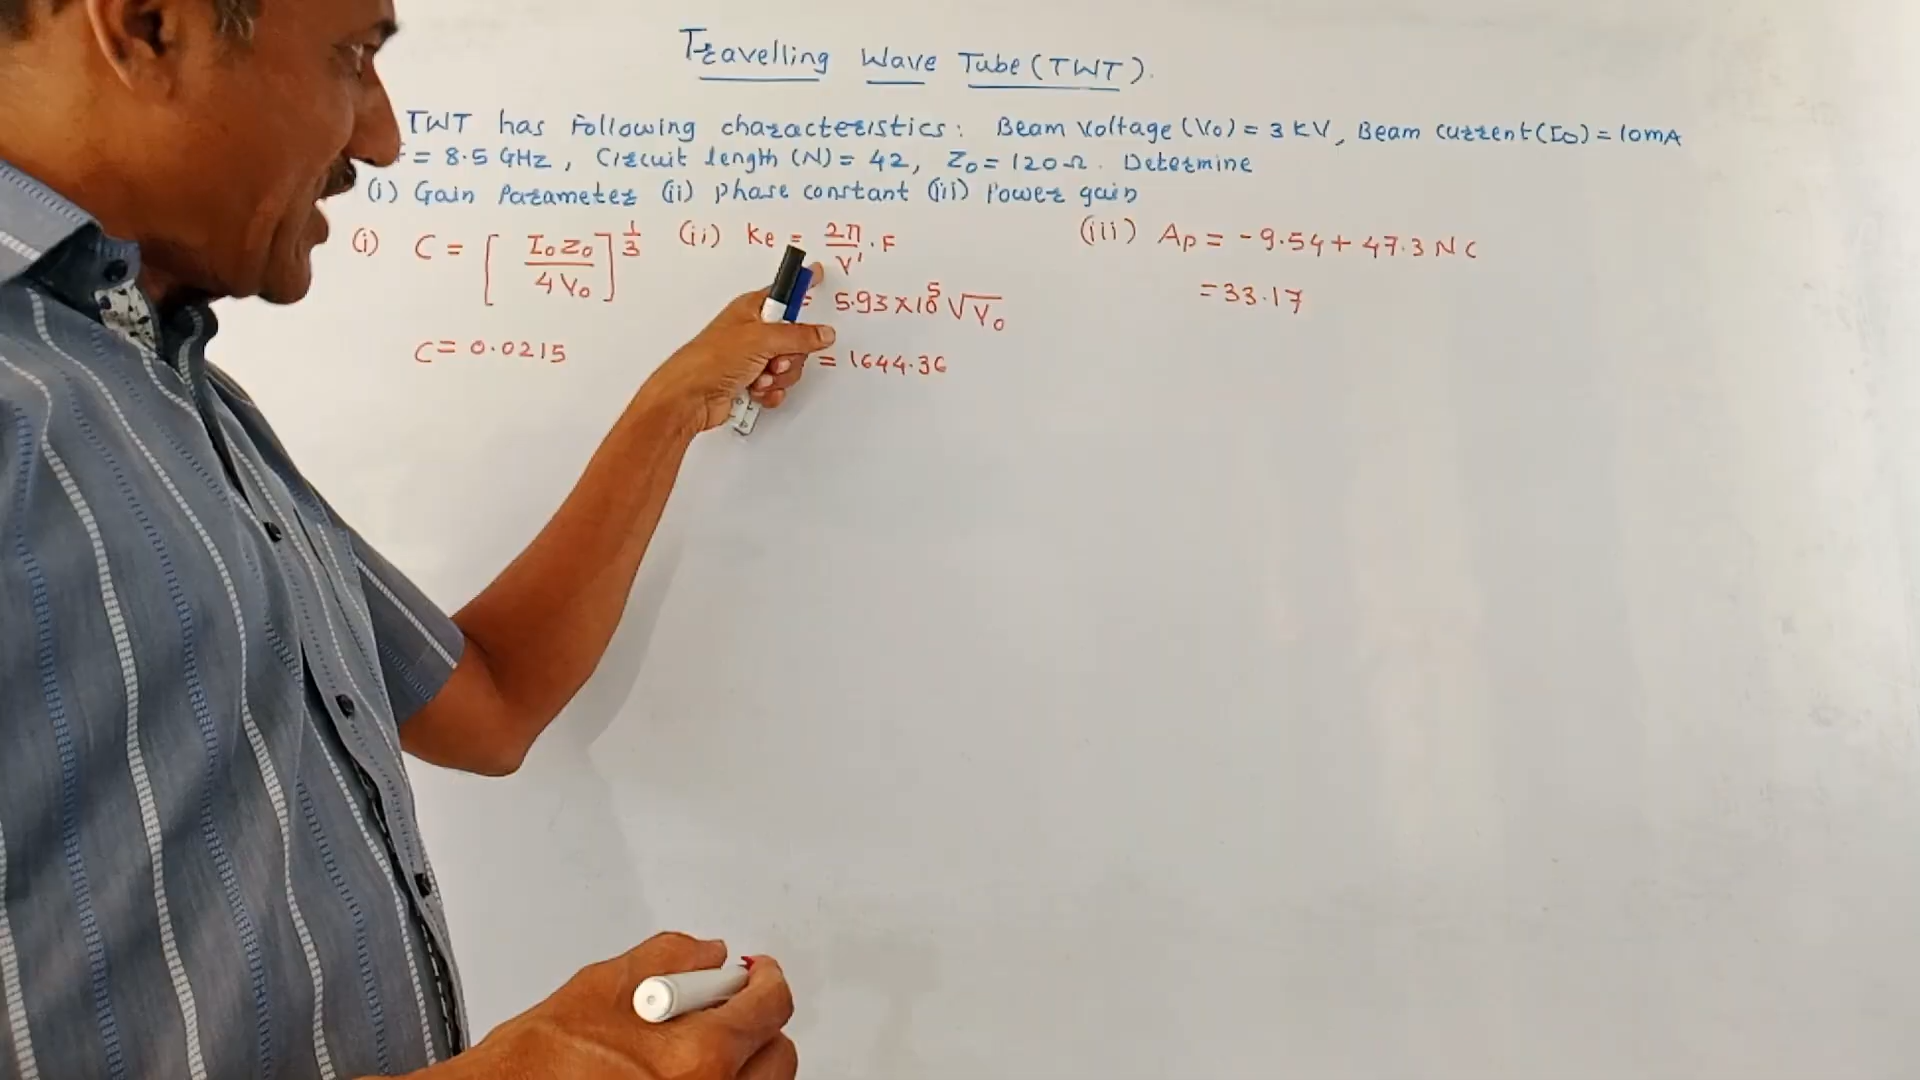 Travelling Wave Tube (TWT).
TWT has following characteristics: Beam Voltage (V0) = 3 KV, Beam current (I0) = 10mA
= 8.5 GHz, Circuit length (N) = 42, Z0 = 120Ω. Determine
(i) Gain Parameter (ii) phase constant (iii) Power gain
(i) C = [I0Z0/4V0]^1/3
C = 0.0215
(ii) Ke = 2π/V' . F
= 5.93×10^5 √V0
= 1644.36
(iii) Ap = -9.54 + 47.3 NC
= 33.17